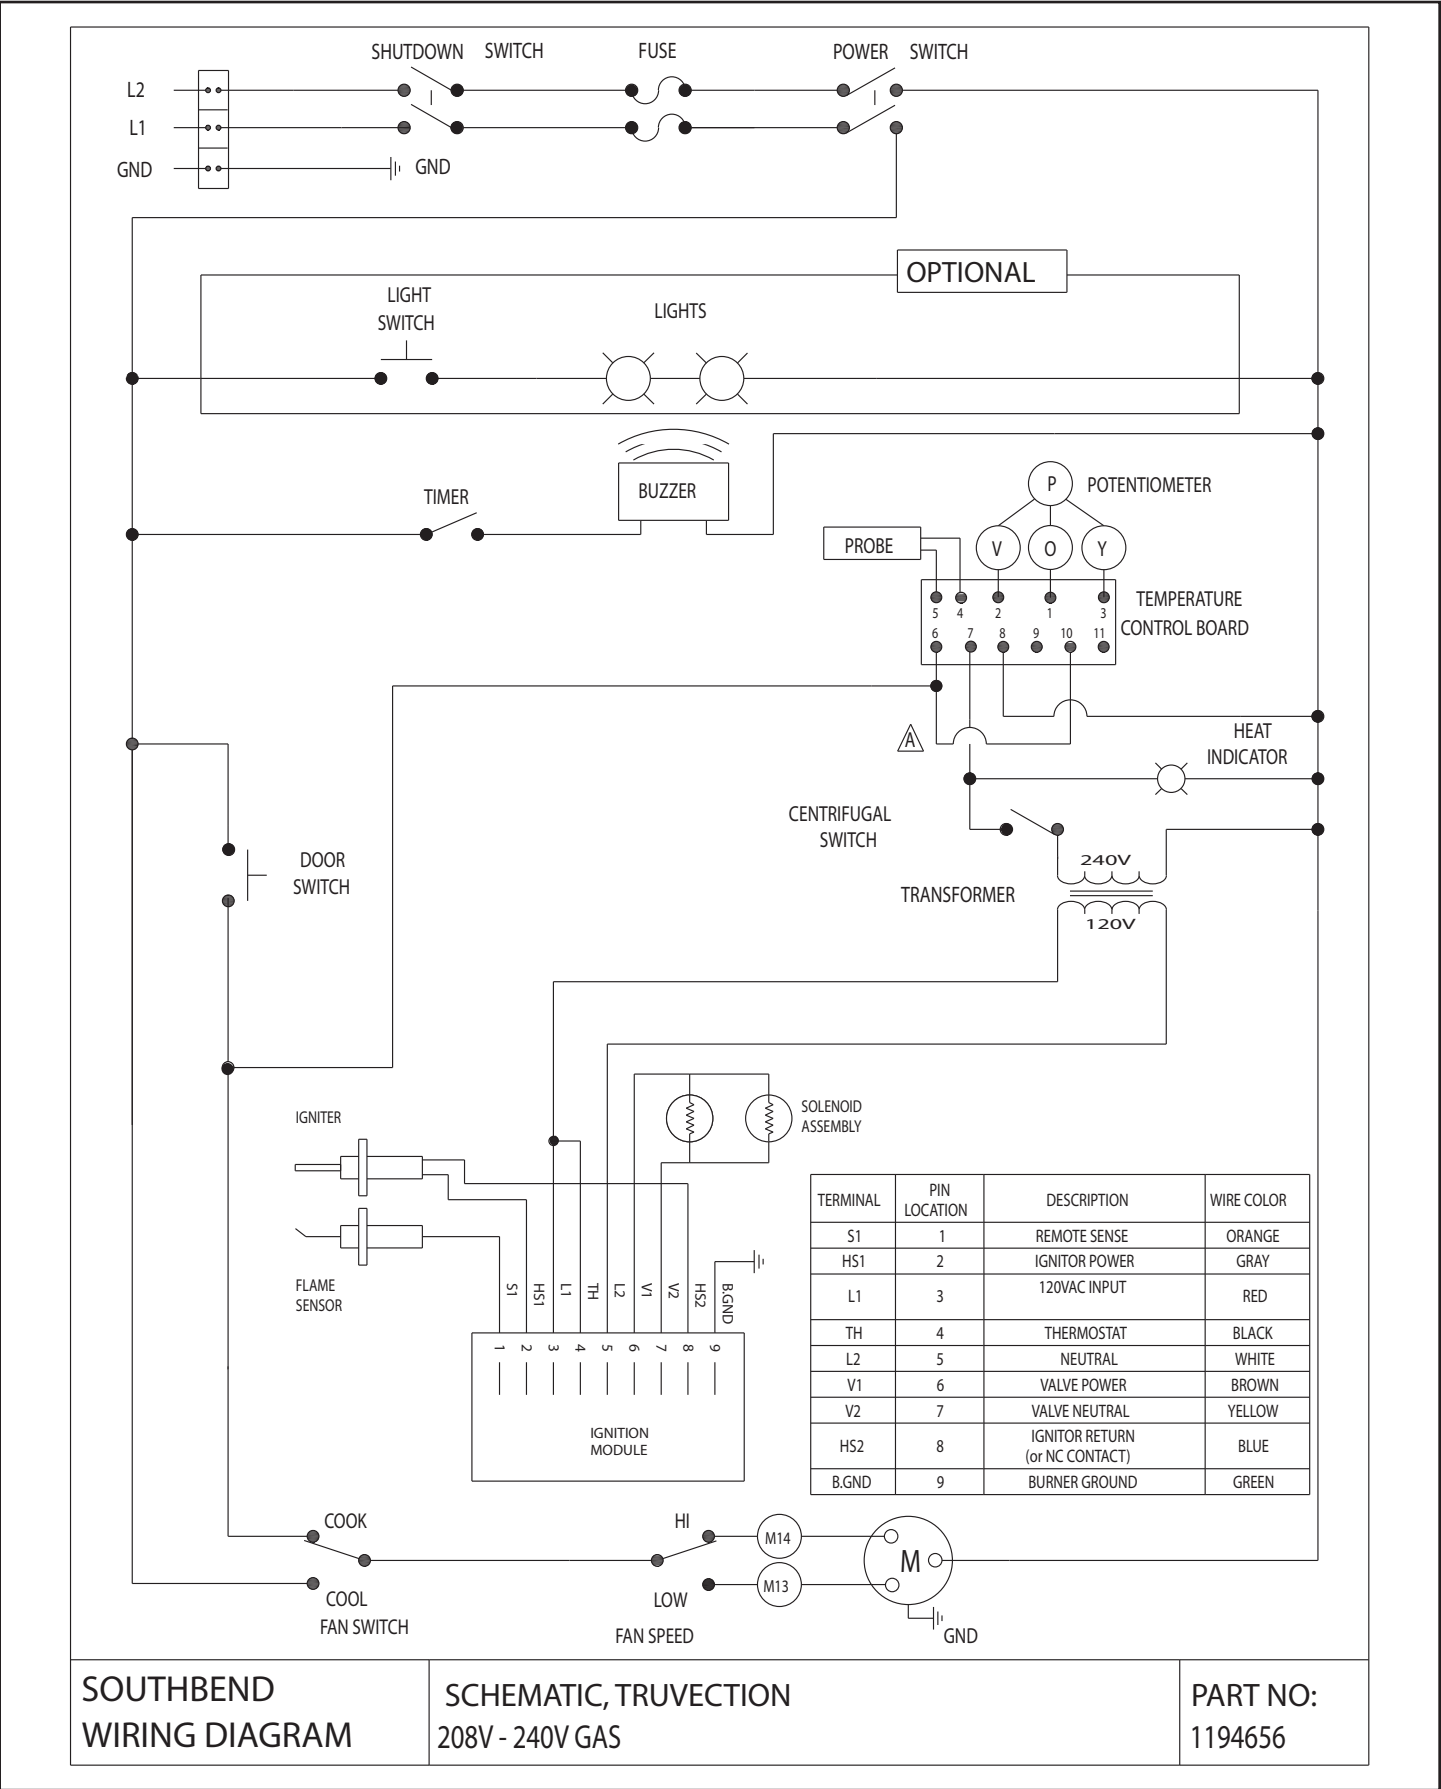 SHUTDOWN SWITCH FUSE POWER SWITCH
L2
L1
GND GND
OPTIONAL
LIGHT
SWITCH
LIGHTS
BUZZER
TIMER
P POTENTIOMETER
PROBE
V O Y
5 4 2 1 3
6 7 8 9 10 11
TEMPERATURE
CONTROL BOARD
A
HEAT
INDICATOR
CENTRIFUGAL
SWITCH
DOOR
SWITCH
240V
TRANSFORMER
120V
IGNITER
SOLENOID
ASSEMBLY
FLAME
SENSOR
S1 HS1 L1 TH L2 V1 V2 HS2 B.GND
1 2 3 4 5 6 7 8 9
IGNITION
MODULE
TERMINAL PIN LOCATION DESCRIPTION WIRE COLOR
S1 1 REMOTE SENSE ORANGE
HS1 2 IGNITOR POWER GRAY
L1 3 120VAC INPUT RED
TH 4 THERMOSTAT BLACK
L2 5 NEUTRAL WHITE
V1 6 VALVE POWER BROWN
V2 7 VALVE NEUTRAL YELLOW
HS2 8 IGNITOR RETURN (or NC CONTACT) BLUE
B.GND 9 BURNER GROUND GREEN
COOK
COOL
FAN SWITCH
HI
LOW
FAN SPEED
M14
M13
M
GND
SOUTHBEND
WIRING DIAGRAM
SCHEMATIC, TRUVECTION
208V - 240V GAS
PART NO:
1194656